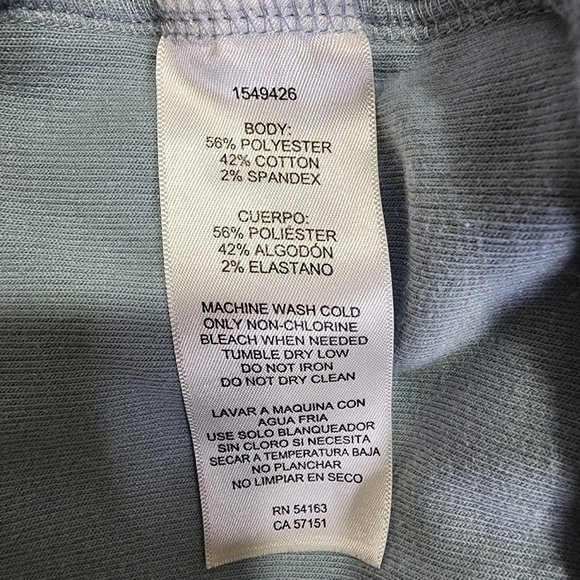 1549426
BODY:
56% POLYESTER
42% COTTON
2% SPANDEX
CUERPO:
56% POLIÉSTER
42% ALGODÓN
2% ELASTANO
MACHINE WASH COLD
ONLY NON-CHLORINE
BLEACH WHEN NEEDED
TUMBLE DRY LOW
DO NOT IRON
DO NOT DRY CLEAN
LAVAR A MAQUINA CON
AGUA FRIA
USE SOLO BLANQUEADOR
SIN CLORO SI NECESITA
SECAR A TEMPERATURA BAJA
NO PLANCHAR
NO LIMPIAR EN SECO
RN 54163
CA 57151